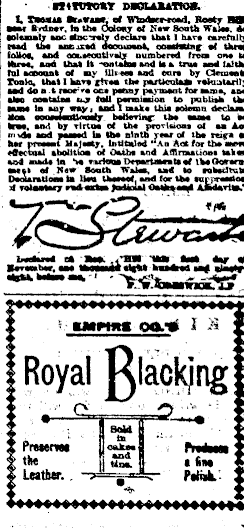 STATUTORY DECLARATION.
I, THOMAS STEWART, of Windsor-road, Rooty Hill
near Sydney, in the Colony of New South Wales, do
solemnly and sincerely declare that I have carefully
read the annexed document, consisting of three
folios, and consecutively numbered from one to
three, and that it contains and is a true and faith
ful account of my illness and cure by Clements
Tonic, that I have given the particulars voluntarily
and do not receive one penny payment for same, and
also contains my full permission to publish the
same in any way; and I make this solemn declara
tion conscientiously believing the same to be
true, and by virtue of the provisions of an Act
made and passed in the ninth year of the reign of
her present Majesty, intituled "An Act for the more
effectual abolition of Oaths and Affirmations taken
and made in the various Departments of the Govern
ment of New South Wales, and to substitute
Declarations in lieu thereof, and for the suppression
of voluntary and extra judicial Oaths and Affidavits."
T Stewart
Declared at this first day of
November, one thousand eight hundred and ninety
eight, before me,
J.P
EMPIRE CO.'S
Royal Blacking
Sold
in
cakes
and
tins.
Preserves
the
Leather.
Produces
a fine
Polish.